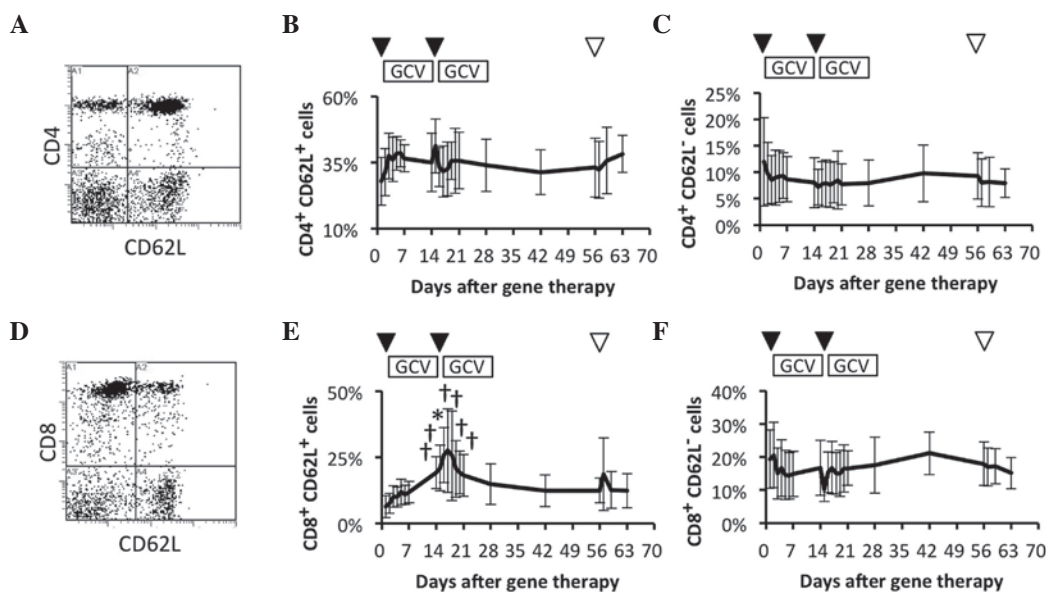 A
A1
A2
CD4
CD62L
B
GCV GCV
60%
35%
10%
CD4+ CD62L+ cells
0 7 14 21 28 35 42 49 56 63 70
Days after gene therapy
C
GCV GCV
25%
20%
15%
10%
5%
0%
CD4+ CD62L- cells
0 7 14 21 28 35 42 49 56 63 70
Days after gene therapy
D
A1
A2
A3
A4
CD8
CD62L
E
GCV GCV
50%
25%
0%
CD8+ CD62L+ cells
† † * † † † †
0 7 14 21 28 35 42 49 56 63 70
Days after gene therapy
F
GCV GCV
40%
30%
20%
10%
0%
CD8+ CD62L- cells
0 7 14 21 28 35 42 49 56 63 70
Days after gene therapy